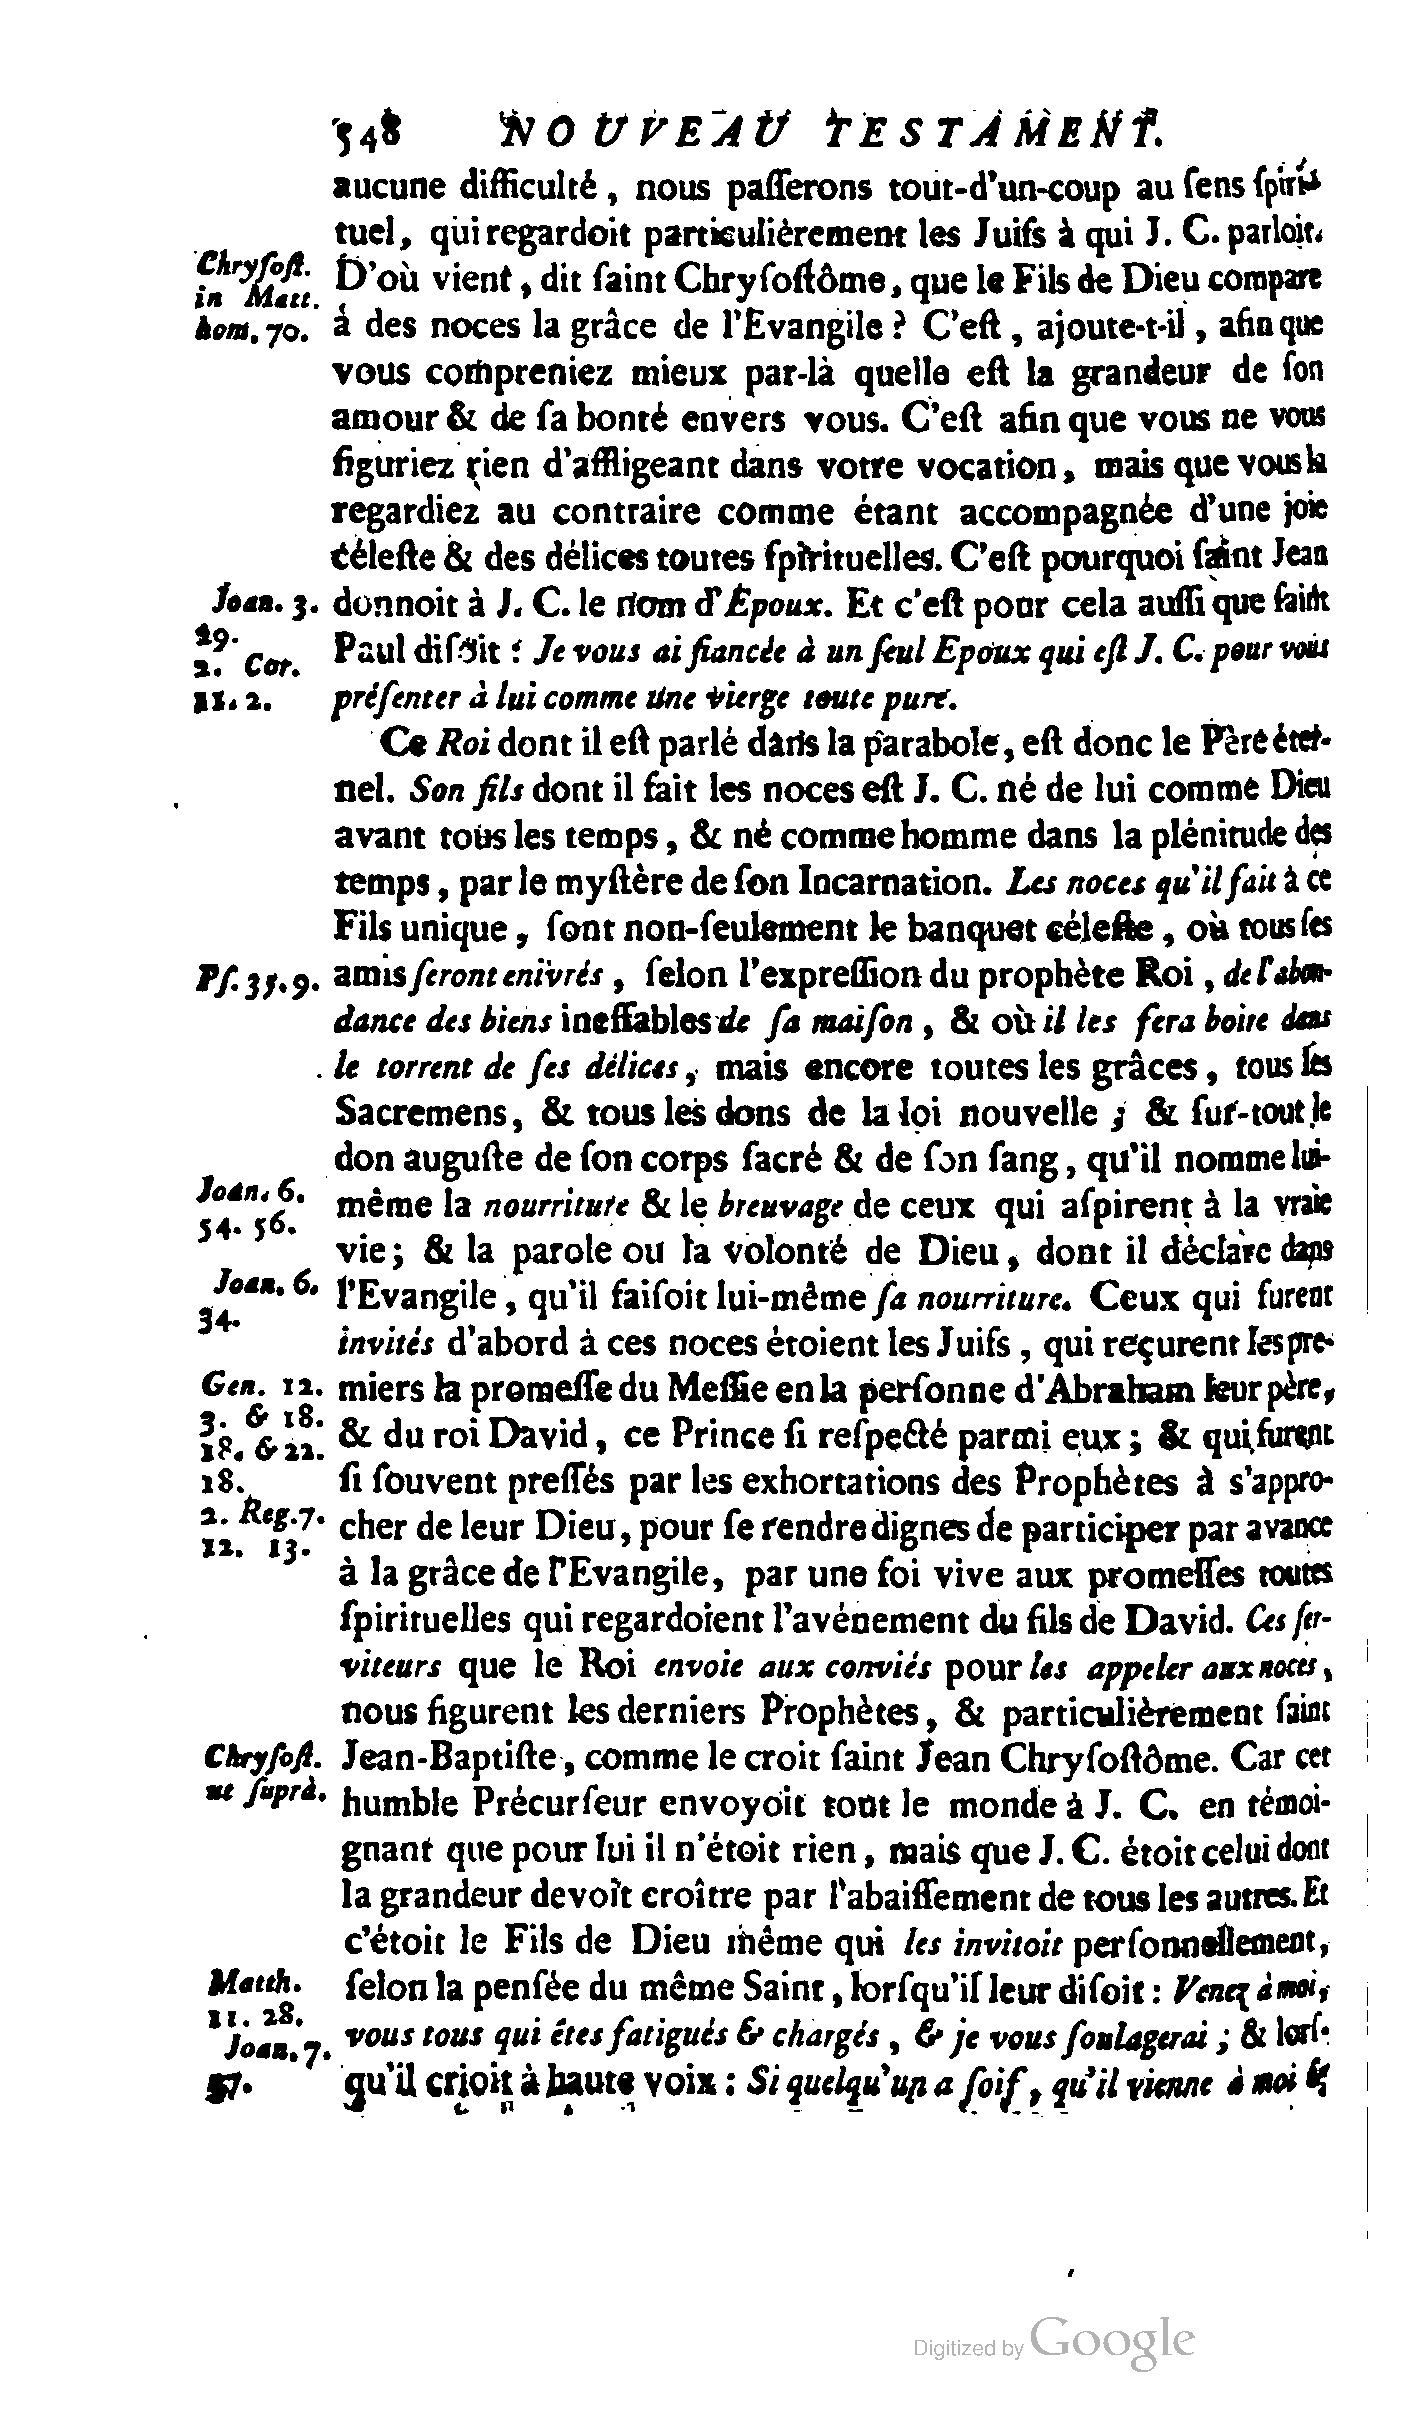 548 NOUVEAU TESTAMENT.
aucune difficulté, nous paſſerons tout-d'un-coup au ſens ſpiri-
tuel, qui regardoit particulièrement les Juifs à qui J. C. parloit.
Chryſoſt. D'où vient, dit ſaint Chryſoſtôme, que le Fils de Dieu compare
in Matt.
hom. 70. à des noces la grâce de l'Evangile? C'eſt, ajoute-t-il, afin que
vous compreniez mieux par-là quelle eſt la grandeur de ſon
amour & de ſa bonté envers vous. C'eſt afin que vous ne vous
figuriez rien d'affligeant dans votre vocation, mais que vous la
regardiez au contraire comme étant accompagnée d'une joie
céleſte & des délices toutes ſpirituelles. C'eſt pourquoi ſaint Jean
Joan. 3. donnoit à J. C. le nom d'Epoux. Et c'eſt pour cela auſſi que ſaint
29.
2. Cor. Paul diſoit : Je vous ai fiancée à un ſeul Epoux qui eſt J. C. pour vous
11. 2. préſenter à lui comme une vierge toute pure.
Ce Roi dont il eſt parlé dans la parabole, eſt donc le Père éter-
nel. Son fils dont il fait les noces eſt J. C. né de lui comme Dieu
avant tous les temps, & né comme homme dans la plénitude des
temps, par le myſtère de ſon Incarnation. Les noces qu'il fait à ce
Fils unique, ſont non-ſeulement le banquet céleſte, où tous ſes
Pſ. 35. 9. amis ſeront enivrés, ſelon l'expreſſion du prophète Roi, de l'abon-
dance des biens ineffables de ſa maiſon, & où il les fera boire dans
le torrent de ſes délices, mais encore toutes les grâces, tous les
Sacremens, & tous les dons de la loi nouvelle ; & ſur-tout le
don auguſte de ſon corps ſacré & de ſon ſang, qu'il nomme lui-
Joan. 6. même la nourriture & le breuvage de ceux qui aſpirent à la vraie
54. 56.
vie; & la parole ou la volonté de Dieu, dont il déclare dans
Joan. 6. l'Evangile, qu'il faiſoit lui-même ſa nourriture. Ceux qui furent
34.
invités d'abord à ces noces étoient les Juifs, qui reçurent les pre-
Gen. 12. miers la promeſſe du Meſſie en la perſonne d'Abraham leur père,
3. & 18.
18. & 22. & du roi David, ce Prince ſi reſpecté parmi eux; & qui furent
18. ſi ſouvent preſſés par les exhortations des Prophètes à s'appro-
2. Reg. 7. cher de leur Dieu, pour ſe rendre dignes de participer par avance
12. 13.
à la grâce de l'Evangile, par une foi vive aux promeſſes toutes
ſpirituelles qui regardoient l'avénement du fils de David. Ces ſer-
viteurs que le Roi envoie aux conviés pour les appeler aux noces,
nous figurent les derniers Prophètes, & particulièrement ſaint
Chryſoſt. Jean-Baptiſte, comme le croit ſaint Jean Chryſoſtôme. Car cet
ut ſuprà. humble Précurſeur envoyoit tout le monde à J. C. en témoi-
gnant que pour lui il n'étoit rien, mais que J. C. étoit celui dont
la grandeur devoit croître par l'abaiſſement de tous les autres. Et
c'étoit le Fils de Dieu même qui les invitoit perſonnellement,
Matth. ſelon la penſée du même Saint, lorſqu'il leur diſoit : Venez à moi,
11. 28.
Joan. 7. vous tous qui êtes fatigués & chargés, & je vous ſoulagerai ; & lorſ-
37. qu'il crioit à haute voix : Si quelqu'un a ſoif, qu'il vienne à moi &
Digitized by Google